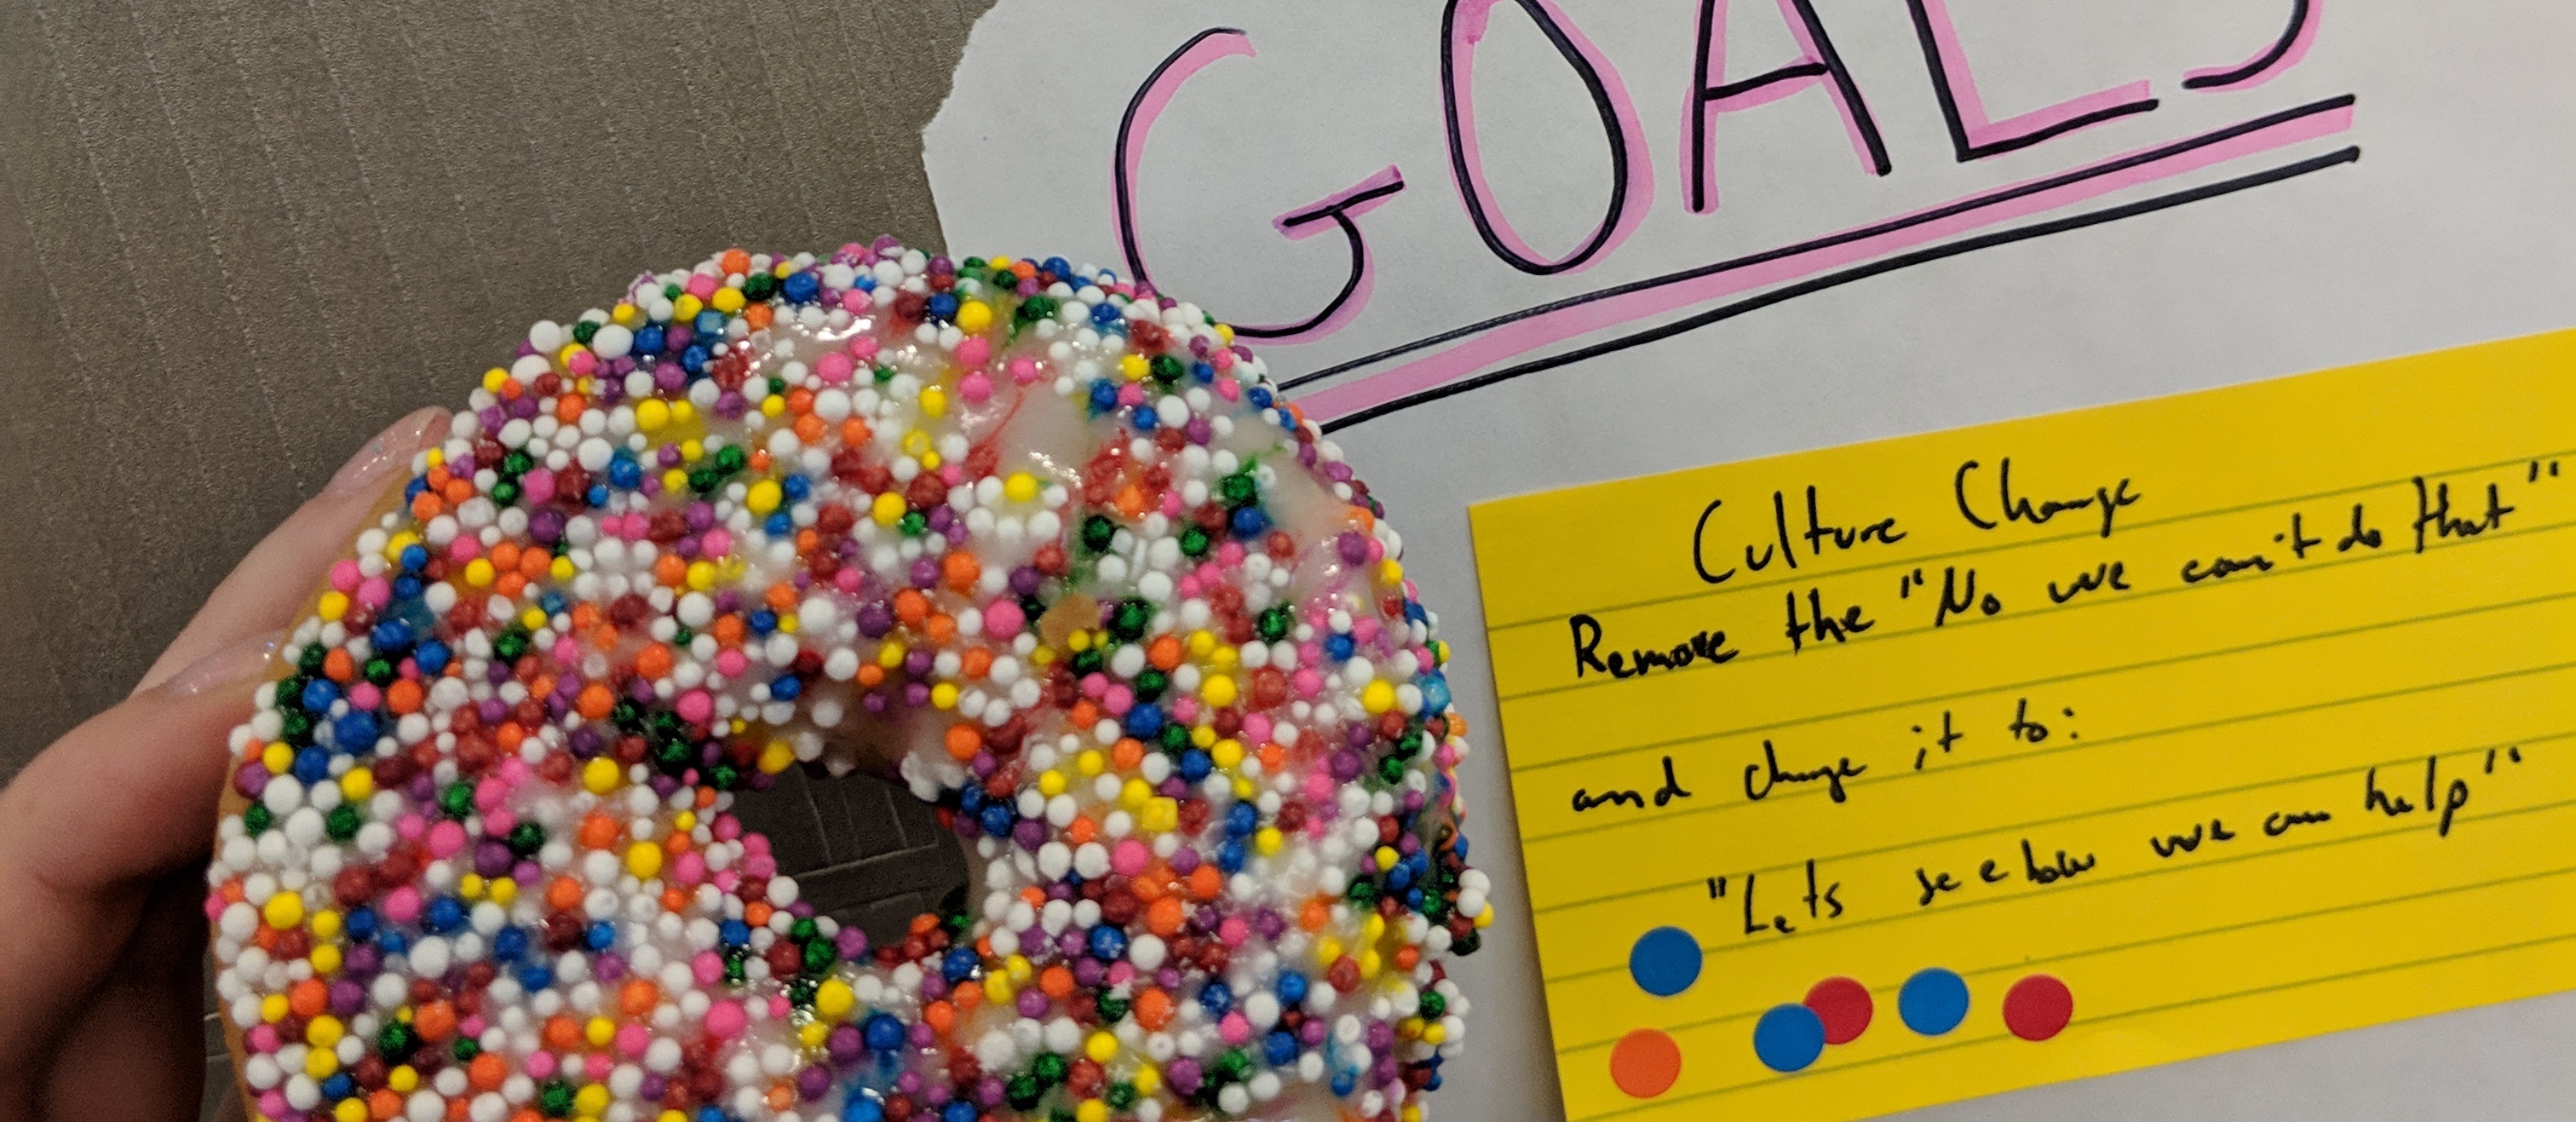 GOALS
Culture Change
Remove the "No we can't do that"
and change it to:
"Lets see how we can help"